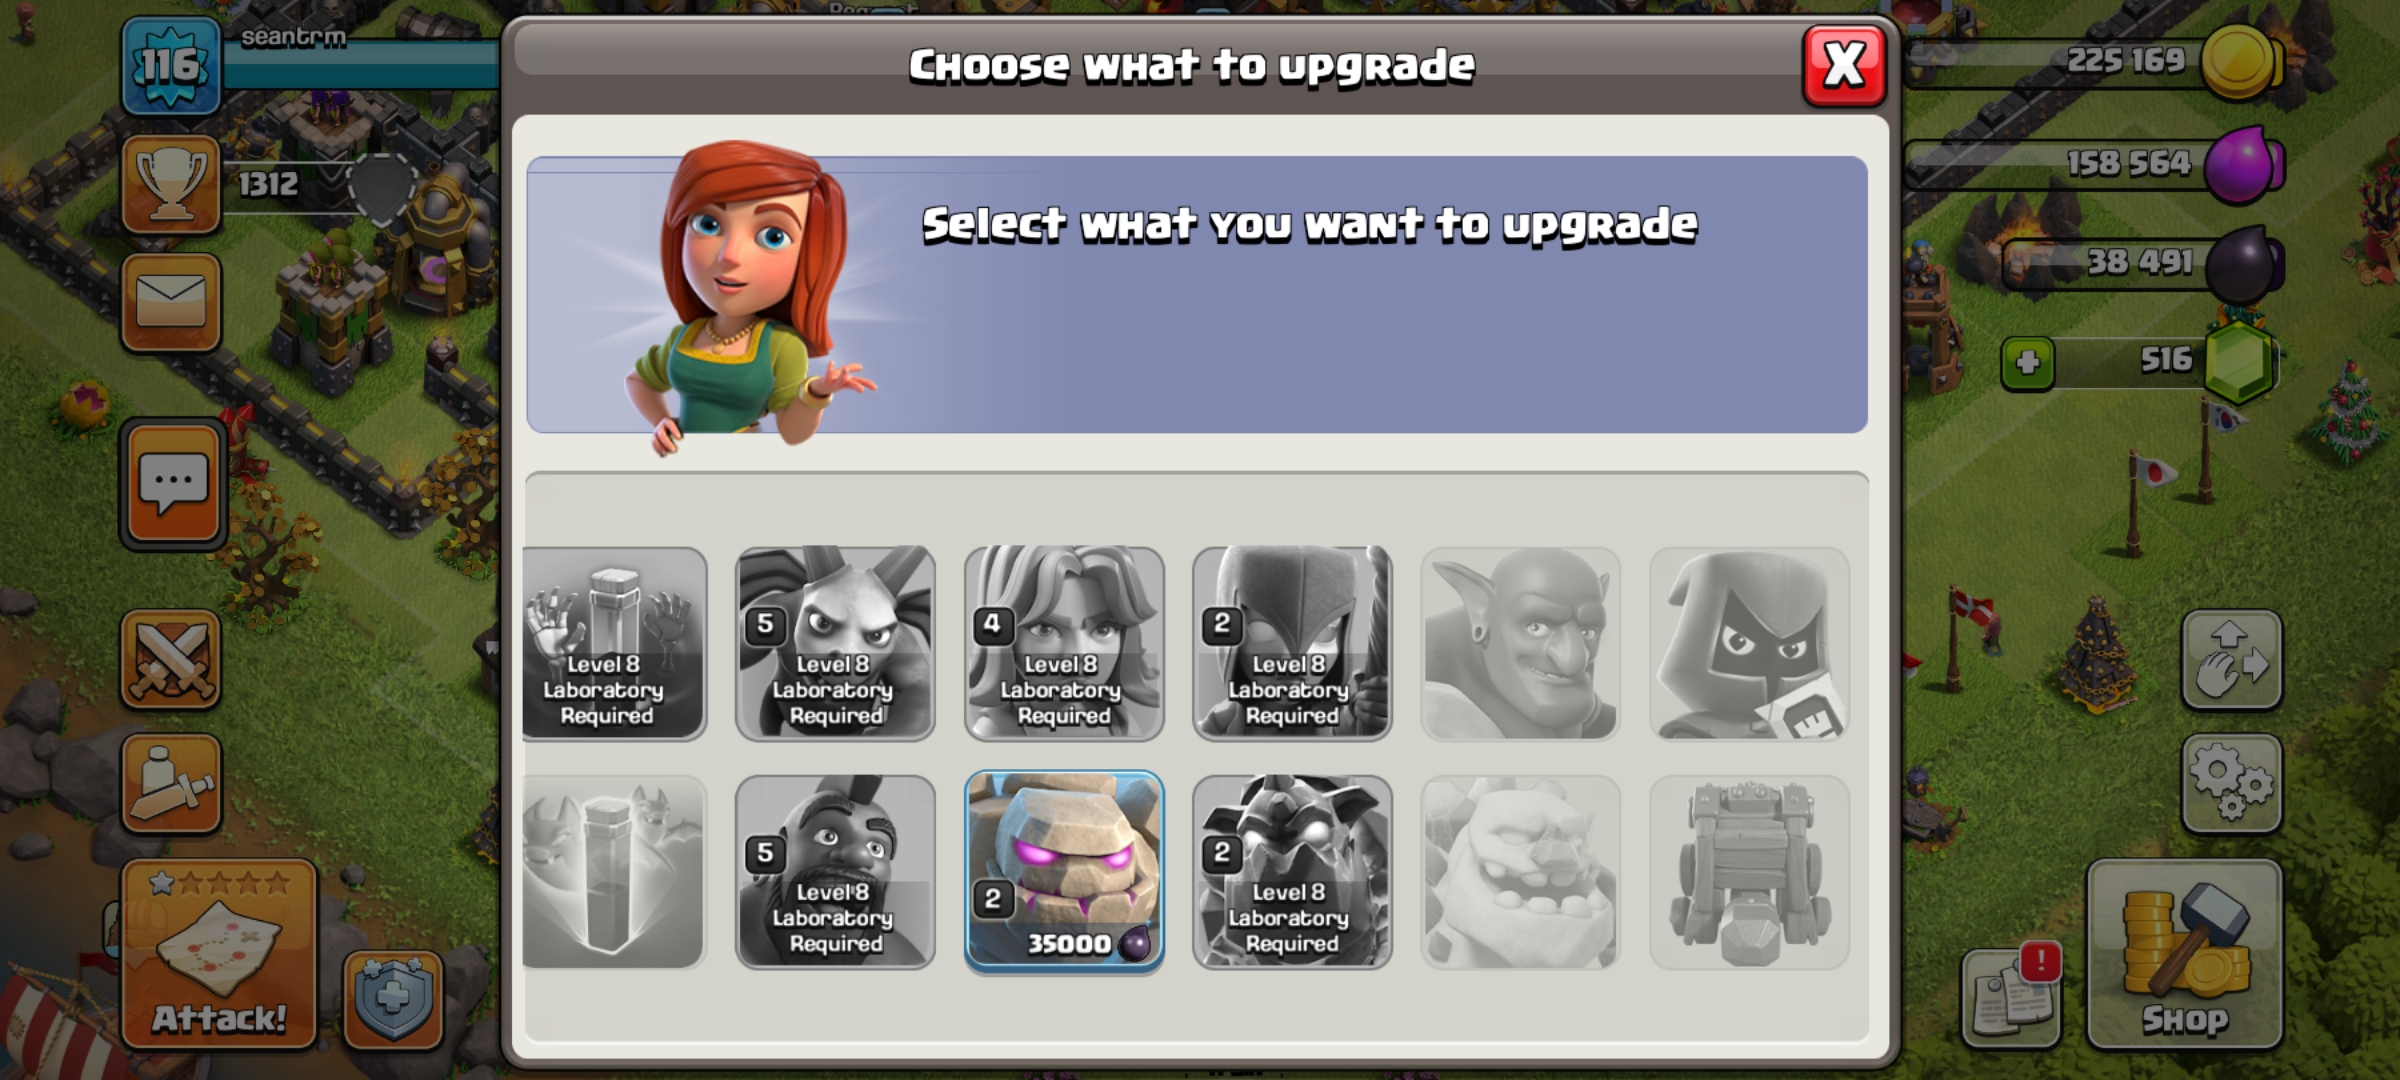 seantrm
116
1312
Choose what to upgrade
X
225 169
158 564
38 491
516
Select what you want to upgrade
Level 8
Laboratory
Required
5
Level 8
Laboratory
Required
4
Level 8
Laboratory
Required
2
Level 8
Laboratory
Required
5
Level 8
Laboratory
Required
2
35000
2
Level 8
Laboratory
Required
Attack!
!
Shop